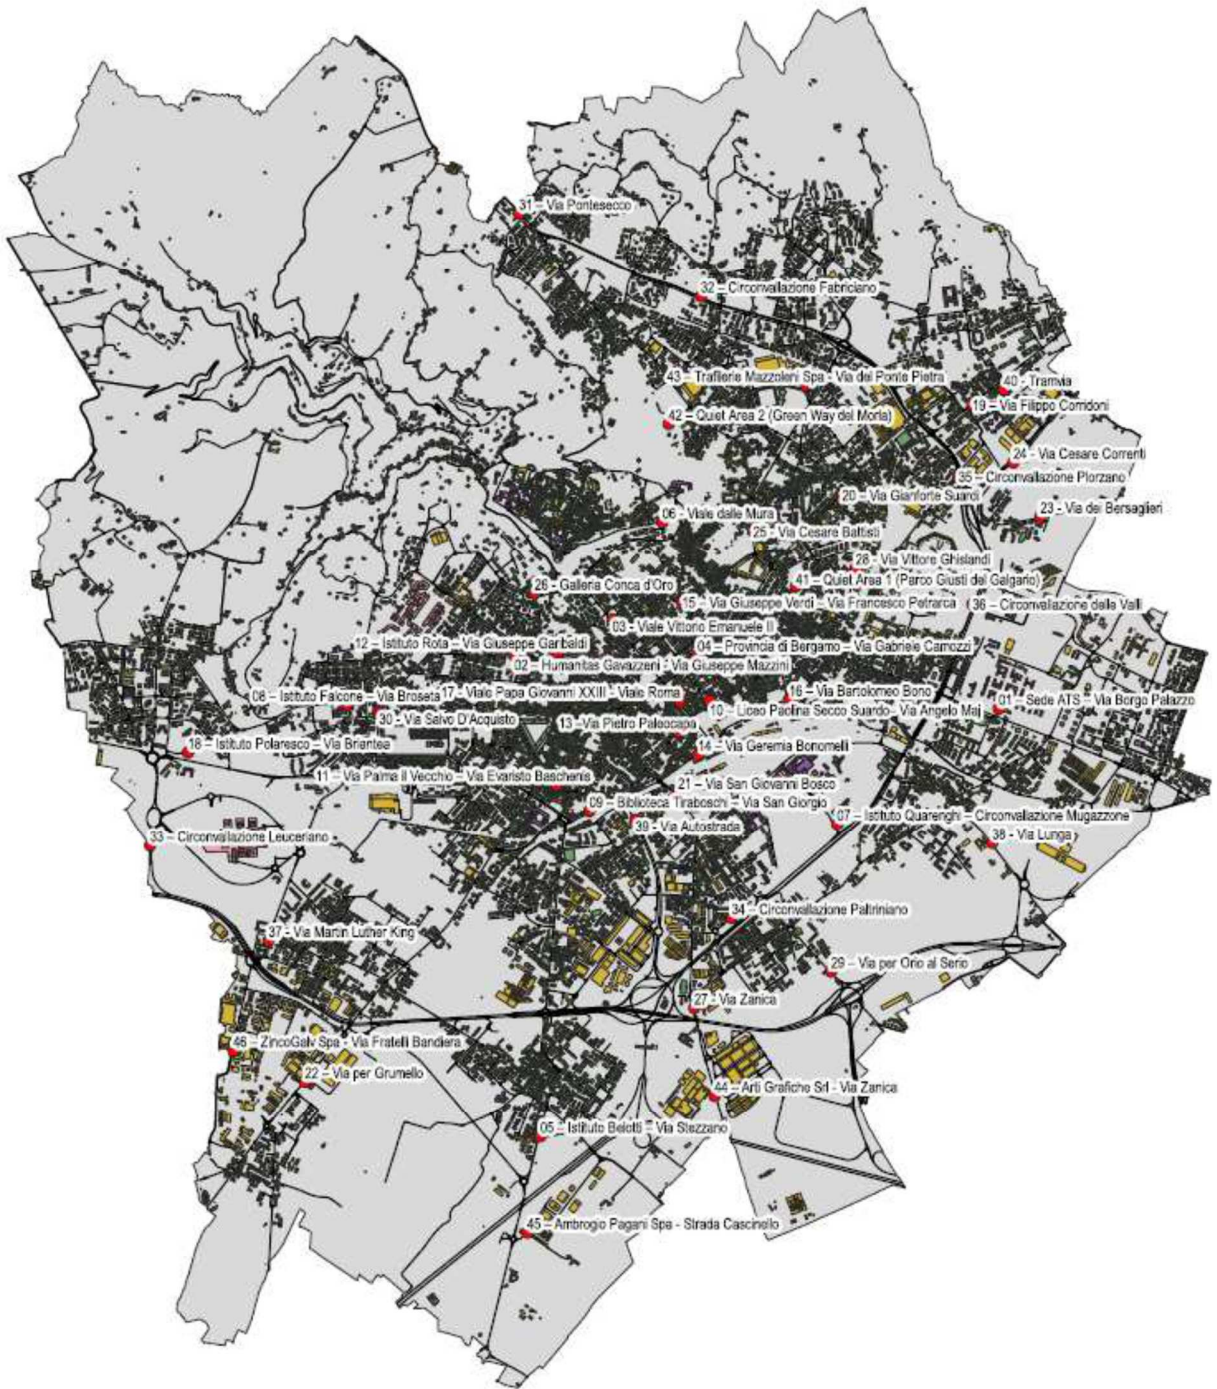 31 – Via Pontesecco
32 – Circonvallazione Fabriciano
43 – Trafilerie Mazzoleni Spa - Via del Ponte Pietra
40 - Tramvia
19 – Via Filippo Corridoni
42 – Quiet Area 2 (Green Way del Morla)
24 - Via Cesare Correnti
35 – Circonvallazione Plorzano
20 – Via Gianforte Suardi
23 - Via dei Bersaglieri
06 - Viale delle Mura
25 - Via Cesare Battisti
28 - Via Vittore Ghislandi
41 – Quiet Area 1 (Parco Giusti del Galgario)
26 - Galleria Conca d'Oro
15 – Via Giuseppe Verdi – Via Francesco Petrarca
36 – Circonvallazione delle Valli
03 - Viale Vittorio Emanuele II
12 – Istituto Rota – Via Giuseppe Garibaldi
04 – Provincia di Bergamo – Via Gabriele Camozzi
02 – Humanitas Gavazzeni - Via Giuseppe Mazzini
08 – Istituto Falcone – Via Broseta
17 - Viale Papa Giovanni XXIII - Viale Roma
16 – Via Bartolomeo Bono
01 – Sede ATS – Via Borgo Palazzo
10 – Liceo Paolina Secco Suardo - Via Angelo Maj
30 – Via Salvo D'Acquisto
13 – Via Pietro Paleocapa
18 – Istituto Polaresco – Via Briantea
14 – Via Geremia Bonomelli
11 – Via Palma il Vecchio – Via Evaristo Baschenis
21 – Via San Giovanni Bosco
09 – Biblioteca Tiraboschi – Via San Giorgio
07 – Istituto Quarenghi – Circonvallazione Mugazzone
39 - Via Autostrada
38 - Via Lunga
33 – Circonvallazione Leuceriano
34 – Circonvallazione Paltriniano
37 - Via Martin Luther King
29 – Via per Orio al Serio
27 - Via Zanica
46 – ZincoGalv Spa - Via Fratelli Bandiera
22 – Via per Grumello
44 – Arti Grafiche Srl - Via Zanica
05 – Istituto Belotti – Via Stezzano
45 – Ambrogio Pagani Spa - Strada Cascinello